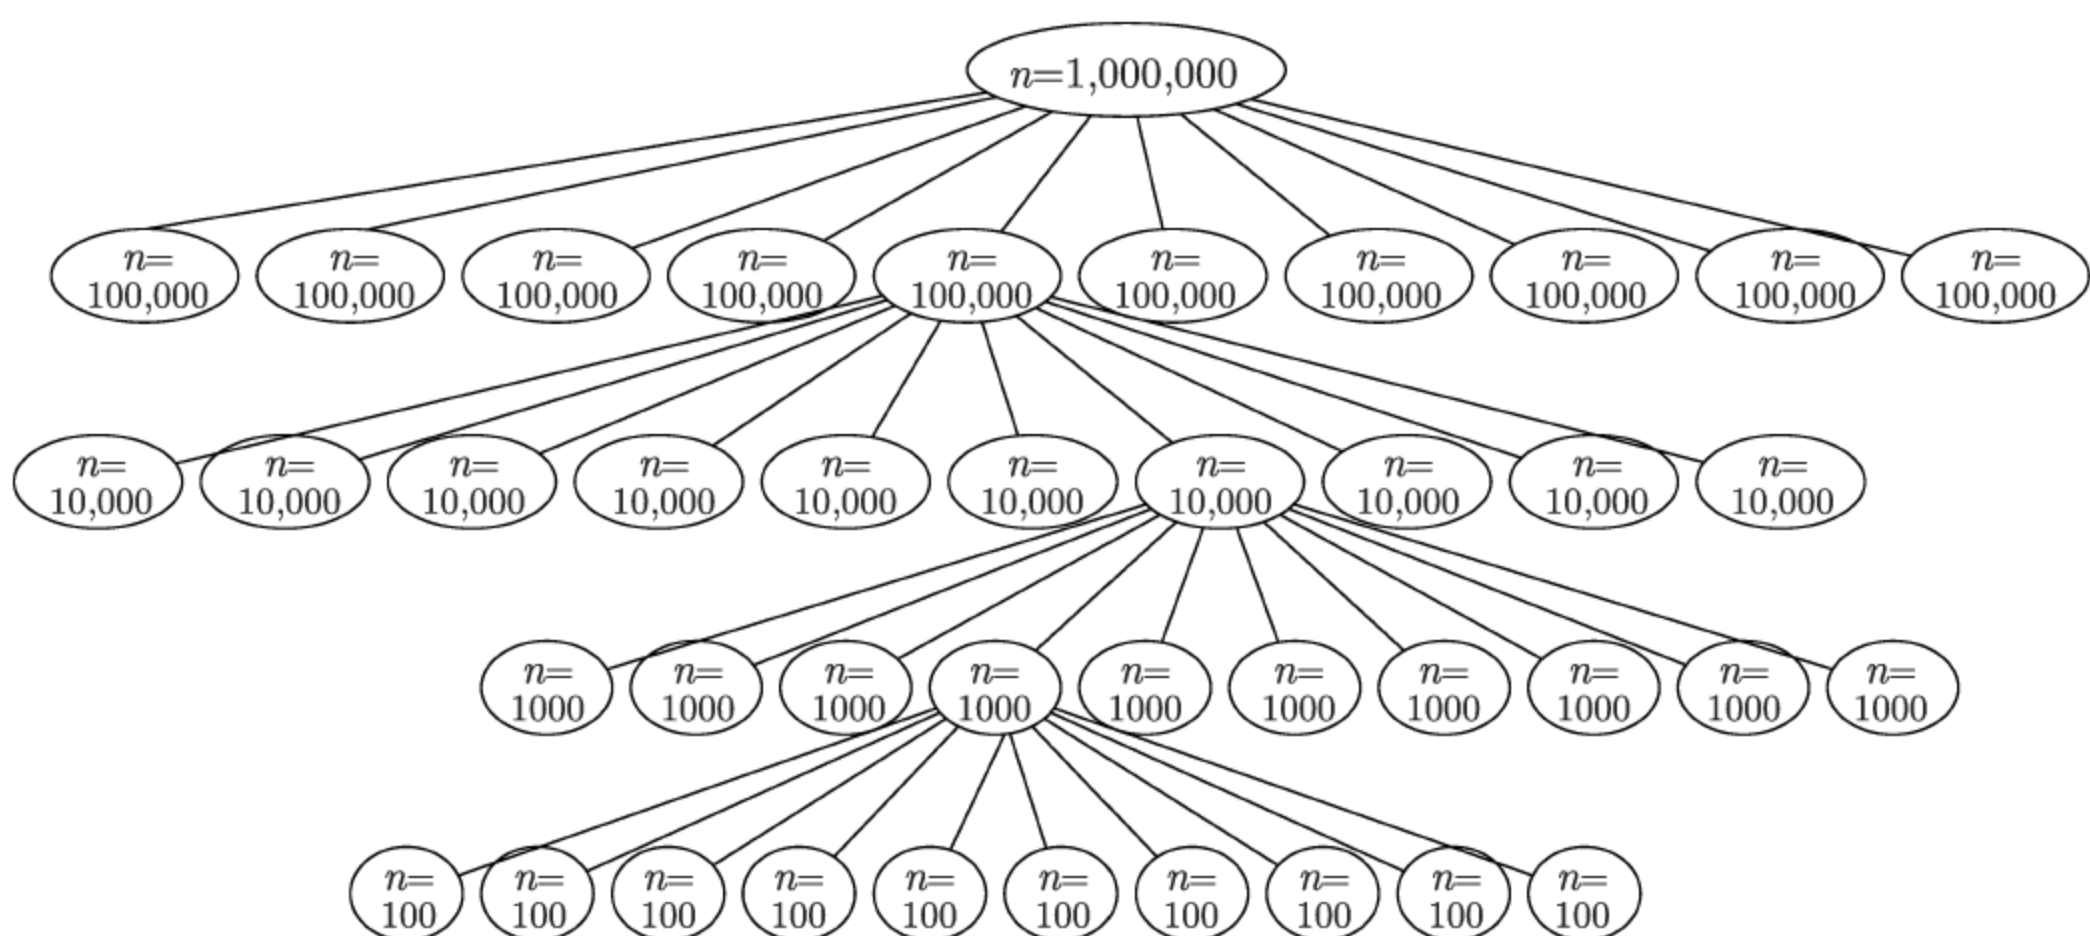 n=1,000,000
n= n= n= n= n= n= n= n= n= n=
100,000 100,000 100,000 100,000 100,000 100,000 100,000 100,000 100,000 100,000
n= n= n= n= n= n= n= n= n= n=
10,000 10,000 10,000 10,000 10,000 10,000 10,000 10,000 10,000 10,000
n= n= n= n= n= n= n= n= n= n=
1000 1000 1000 1000 1000 1000 1000 1000 1000 1000
n= n= n= n= n= n= n= n= n= n=
100 100 100 100 100 100 100 100 100 100